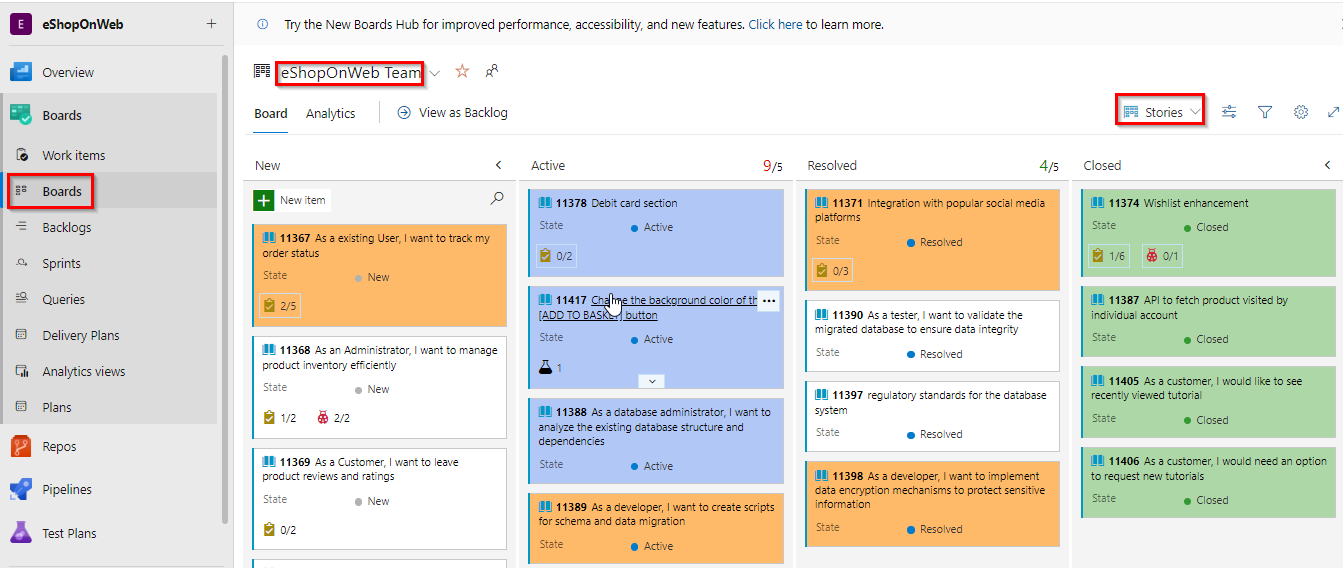 E eShopOnWeb
Try the New Boards Hub for improved performance, accessibility, and new features. Click here to learn more.
Overview
Boards
Work items
Boards
Backlogs
Sprints
Queries
Delivery Plans
Analytics views
Plans
Repos
Pipelines
Test Plans
eShopOnWeb Team
Board Analytics View as Backlog
Stories
New
New item
11367 As a existing User, I want to track my
order status
State New
2/5
11368 As an Administrator, I want to manage
product inventory efficiently
State New
1/2 2/2
11369 As a Customer, I want to leave
product reviews and ratings
State New
0/2
Active 9/5
11378 Debit card section
State Active
0/2
11417 the background color of
[ADD TO button
State Active
1
11388 As a database administrator, I want to
analyze the existing database structure and
dependencies
State Active
11389 As a developer, I want to create scripts
for schema and data migration
State Active
Resolved 4/5
11371 Integration with popular social media
platforms
State Resolved
0/3
11390 As a tester, I want to validate the
migrated database to ensure data integrity
State Resolved
11397 regulatory standards for the database
system
State Resolved
11398 As a developer, I want to implement
data encryption mechanisms to protect sensitive
information
State Resolved
Closed
11374 Wishlist enhancement
State Closed
1/6 0/1
11387 API to fetch product visited by
individual account
State Closed
11405 As a customer, I would like to see
recently viewed tutorial
State Closed
11406 As a customer, I would need an option
to request new tutorials
State Closed